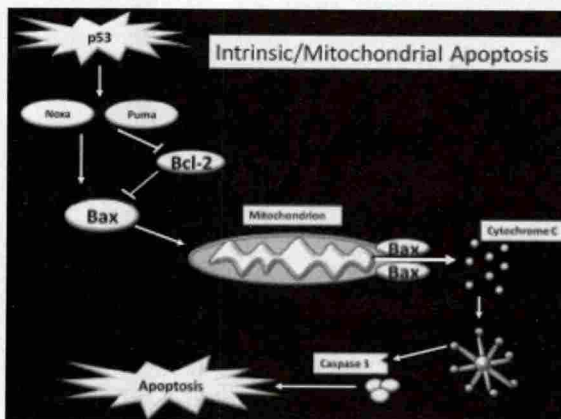 p53
Intrinsic/Mitochondrial Apoptosis
Noxa
Puma
Bcl-2
Bax
Mitochondrion
Cytochrome C
Bax
Bax
Caspase 3
Apoptosis